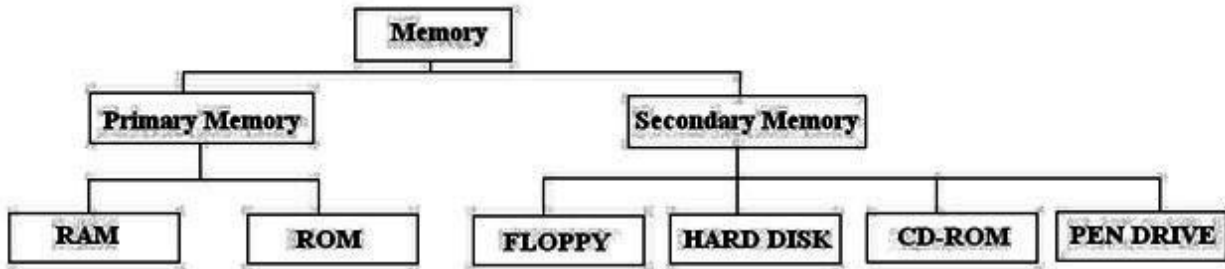 Memory
Primary Memory
Secondary Memory
RAM
ROM
FLOPPY
HARD DISK
CD-ROM
PEN DRIVE